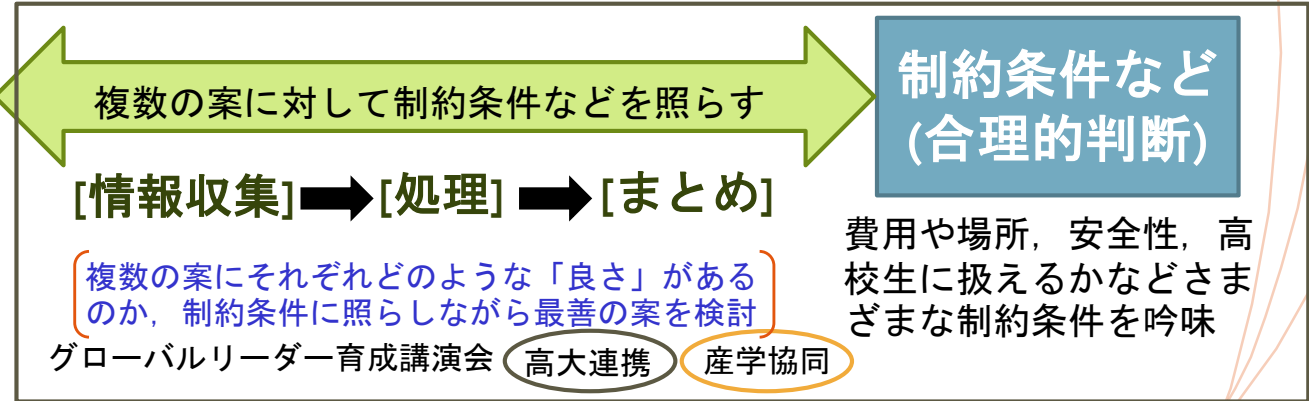 複数の案に対して制約条件などを照らす
制約条件など
(合理的判断)
[情報収集]➡[処理]➡[まとめ]
複数の案にそれぞれどのような「良さ」がある
のか，制約条件に照らしながら最善の案を検討
費用や場所，安全性，高
校生に扱えるかなどさま
ざまな制約条件を吟味
グローバルリーダー育成講演会 高大連携 産学協同